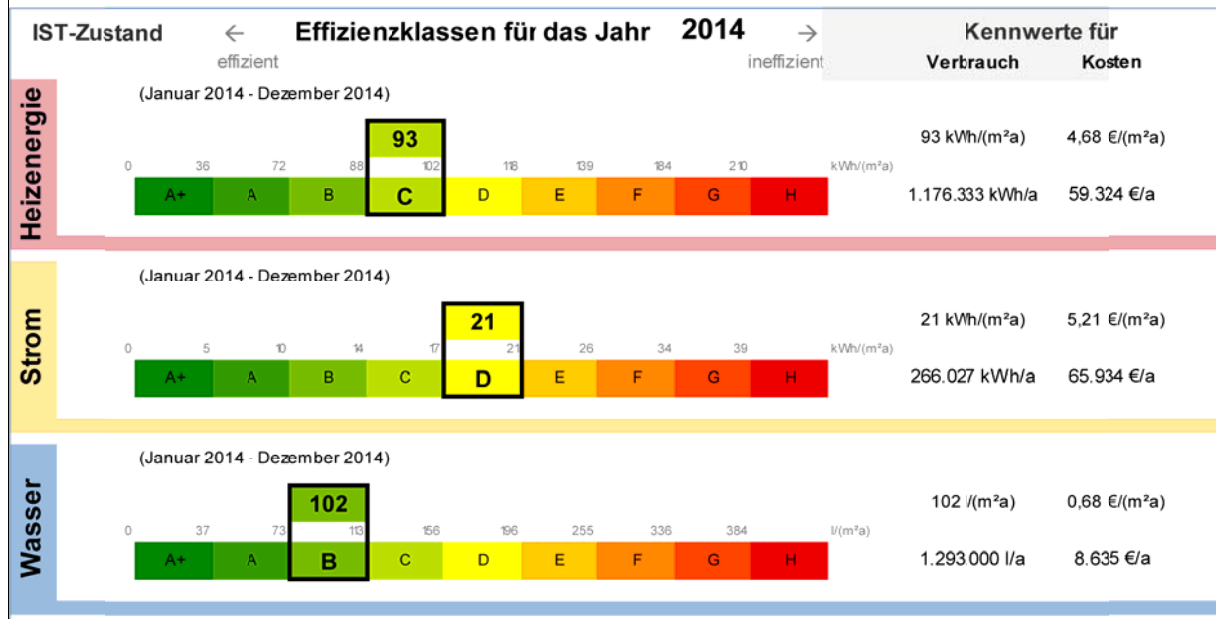 IST-Zustand ← Effizienzklassen für das Jahr 2014 → Kennwerte für
effizient ineffizient Verbrauch Kosten
Heizenergie
(Januar 2014 - Dezember 2014)
93 93 kWh/(m²a) 4,68 €/(m²a)
0 36 72 88 102 118 139 184 210 kWh/(m²a)
A+ A B C D E F G H 1.176.333 kWh/a 59.324 €/a
Strom
(Januar 2014 - Dezember 2014)
21 21 kWh/(m²a) 5,21 €/(m²a)
0 5 10 14 17 21 26 34 39 kWh/(m²a)
A+ A B C D E F G H 266.027 kWh/a 65.934 €/a
Wasser
(Januar 2014 - Dezember 2014)
102 102 l/(m²a) 0,68 €/(m²a)
0 37 73 113 156 196 255 336 384 l/(m²a)
A+ A B C D E F G H 1.293.000 l/a 8.635 €/a